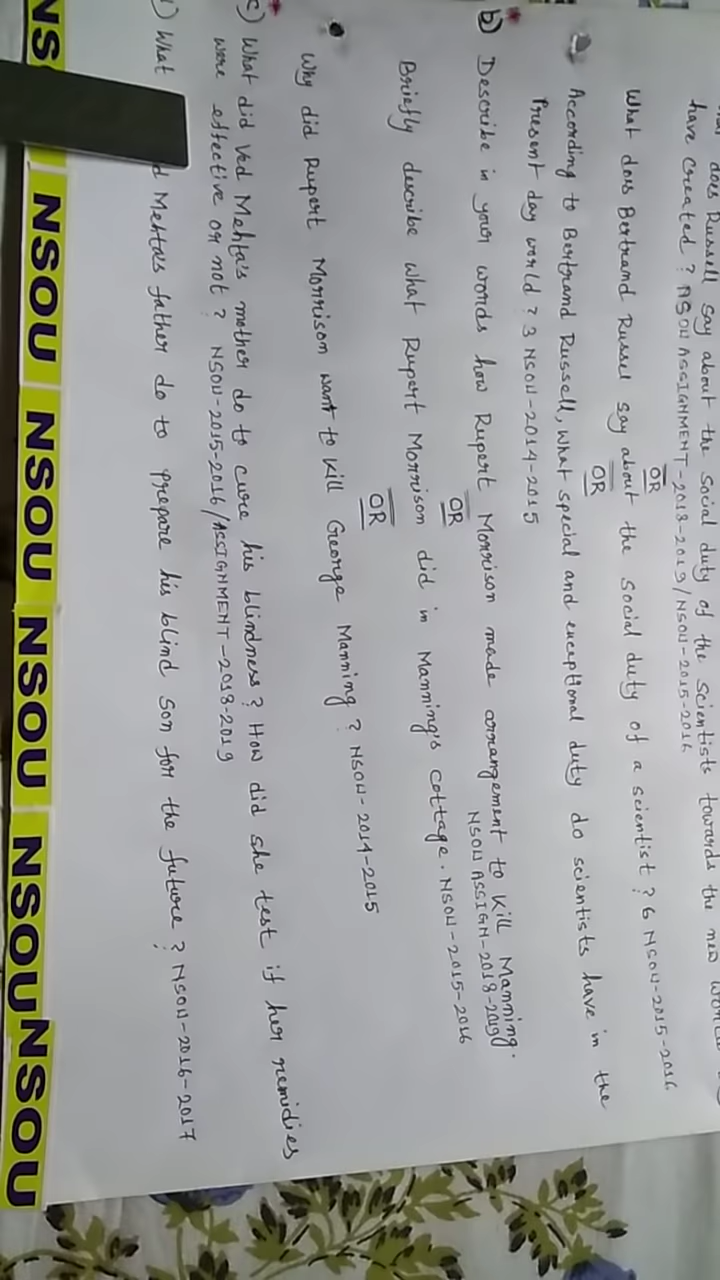 does Russell say about the social duty of the scientists towards the new
have created? NSOU ASSIGNMENT-2018-2019/NSOU-2015-2016
OR
What does Bertrand Russel say about the social duty of a scientist? 6 NSOU-2015-2016
OR
According to Bertrand Russell, what special and exceptional duty do scientists have in the
Present day world? 3 NSOU-2014-2015
b) Describe in your words how Rupert Morrison made arrangement to kill Manning.
NSOU ASSIGN-2018-2019
OR
Briefly describe what Rupert Morrison did in Manning's cottage. NSOU-2015-2016
OR
Why did Rupert Morrison want to kill George Manning? NSOU-2014-2015
c) What did Ved Mehta's mother do to cure his blindness? How did she test if her remidies
were effective or not? NSOU-2015-2016/ASSIGNMENT-2018-2019
What d Mehta's father do to prepare his blind son for the future? NSOU-2016-2017
NSOU NSOU NSOU NSOU NSOU